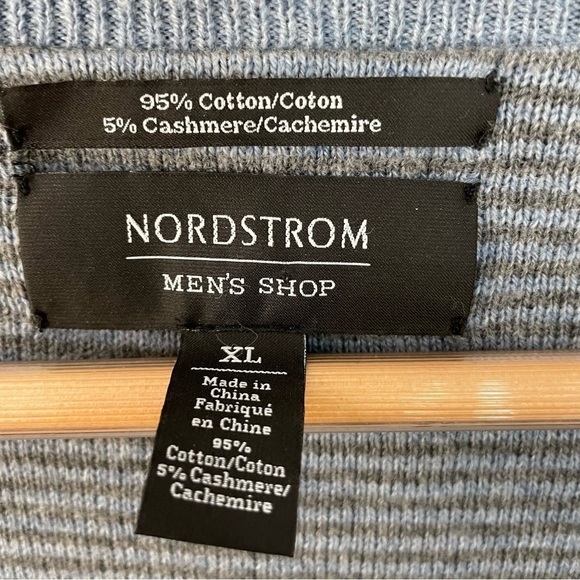 95% Cotton/Coton
5% Cashmere/Cachemire
NORDSTROM
MEN'S SHOP
XL
Made in
China
Fabriqué
en Chine
95%
Cotton/Coton
5% Cashmere/
Cachemire